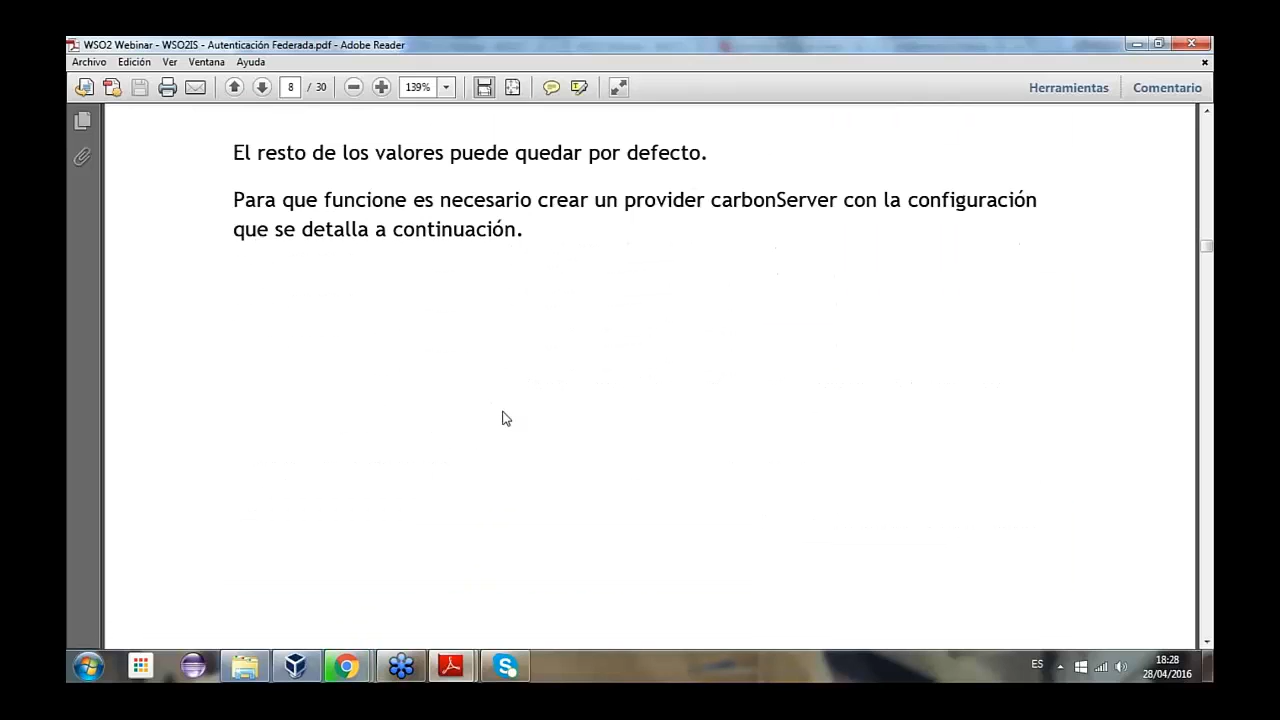 WSO2 Webinar - WSO2IS - Autenticación Federada.pdf - Adobe Reader
Archivo Edición Ver Ventana Ayuda
8 / 30 139% Herramientas Comentario
El resto de los valores puede quedar por defecto.
Para que funcione es necesario crear un provider carbonServer con la configuración
que se detalla a continuación.
ES 18:28
28/04/2016